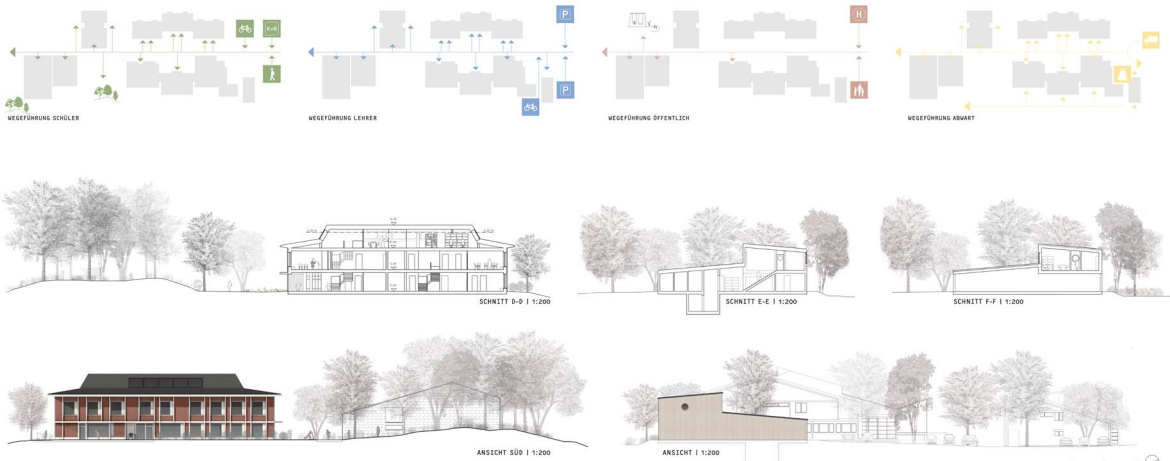 K+R
P
H
P
WEGEFÜHRUNG SCHÜLER
WEGEFÜHRUNG LEHRER
WEGEFÜHRUNG ÖFFENTLICH
WEGEFÜHRUNG ABWART
SCHNITT D-D | 1:200
SCHNITT E-E | 1:200
SCHNITT F-F | 1:200
ANSICHT SÜD | 1:200
ANSICHT | 1:200